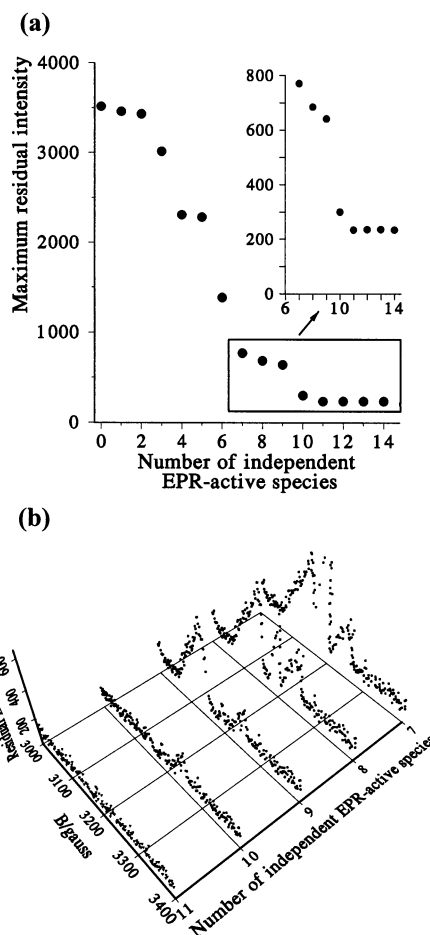 (a)
Maximum residual intensity
4000
3000
2000
1000
0
0 2 4 6 8 10 12 14
Number of independent
EPR-active species
800
600
400
200
0
6 10 14
(b)
600
400
200
000
3100
3200
3300
3400
B/gauss
11
10
9
8
7
Number of independent EPR-active species